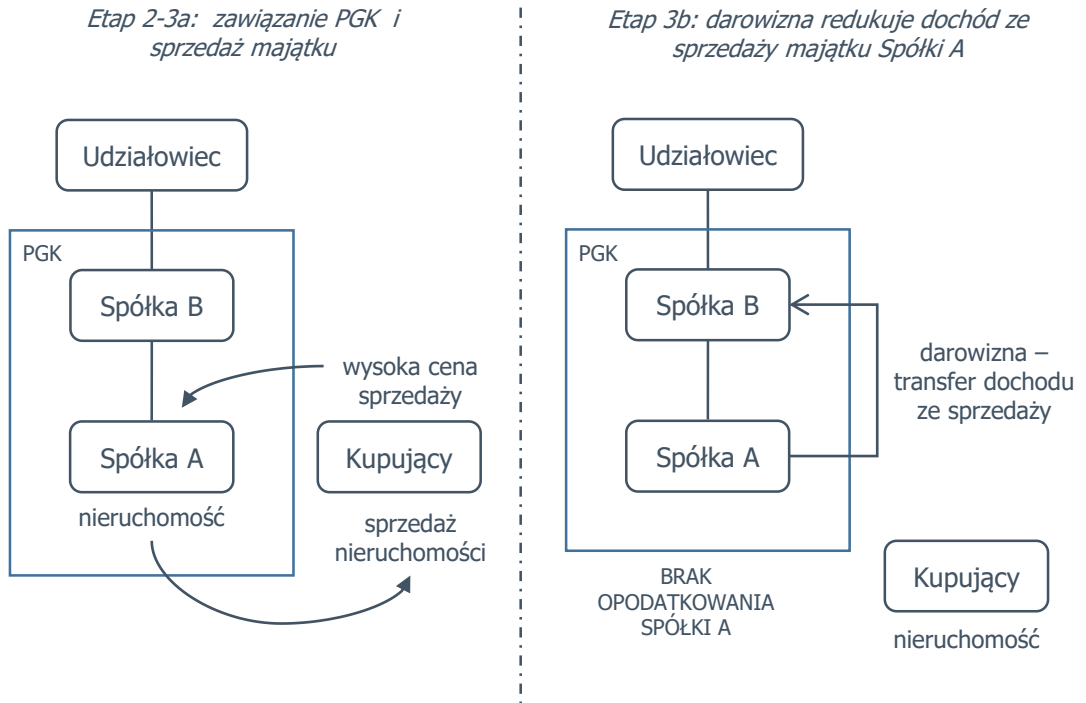 Etap 2-3a: zawiązanie PGK i
sprzedaż majątku
Udziałowiec
PGK
Spółka B
wysoka cena
sprzedaży
Spółka A
Kupujący
nieruchomość
sprzedaż
nieruchomości
Etap 3b: darowizna redukuje dochód ze
sprzedaży majątku Spółki A
Udziałowiec
PGK
Spółka B
darowizna –
transfer dochodu
ze sprzedaży
Spółka A
BRAK
OPODATKOWANIA
SPÓŁKI A
Kupujący
nieruchomość